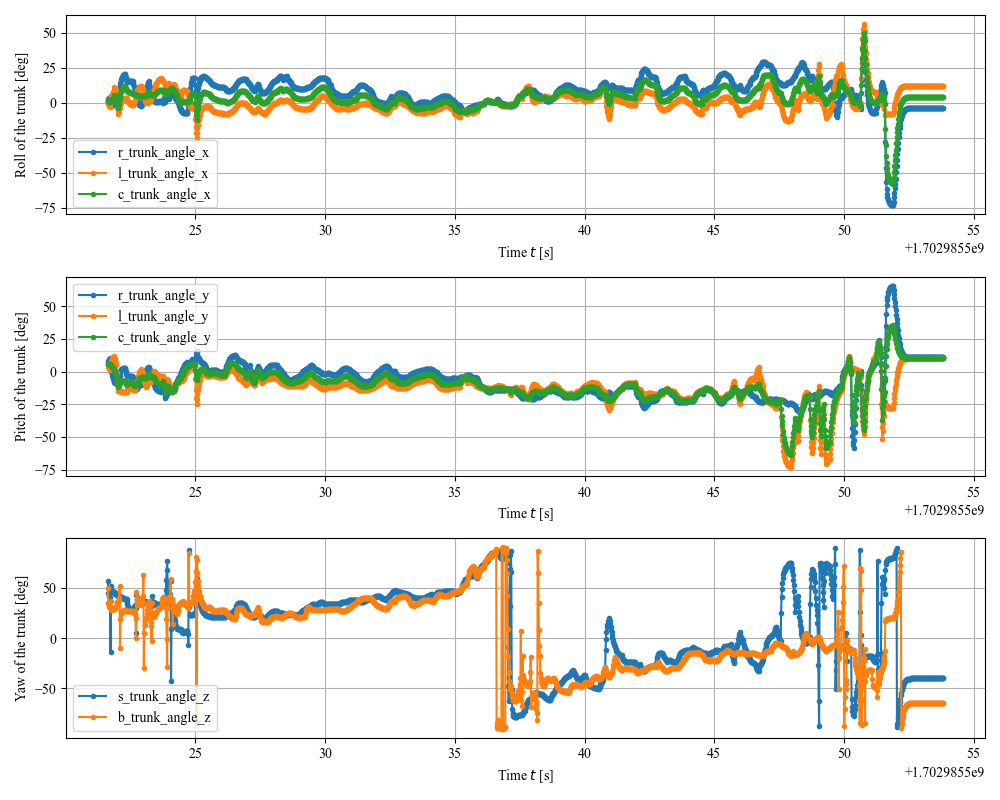 Roll of the trunk [deg]
50
25
0
−25
−50
−75
r_trunk_angle_x
l_trunk_angle_x
c_trunk_angle_x
25 30 35 40 45 50 55
Time t [s]
+1.7029855e9
Pitch of the trunk [deg]
50
25
0
−25
−50
−75
r_trunk_angle_y
l_trunk_angle_y
c_trunk_angle_y
25 30 35 40 45 50 55
Time t [s]
+1.7029855e9
Yaw of the trunk [deg]
50
0
−50
s_trunk_angle_z
b_trunk_angle_z
25 30 35 40 45 50 55
Time t [s]
+1.7029855e9